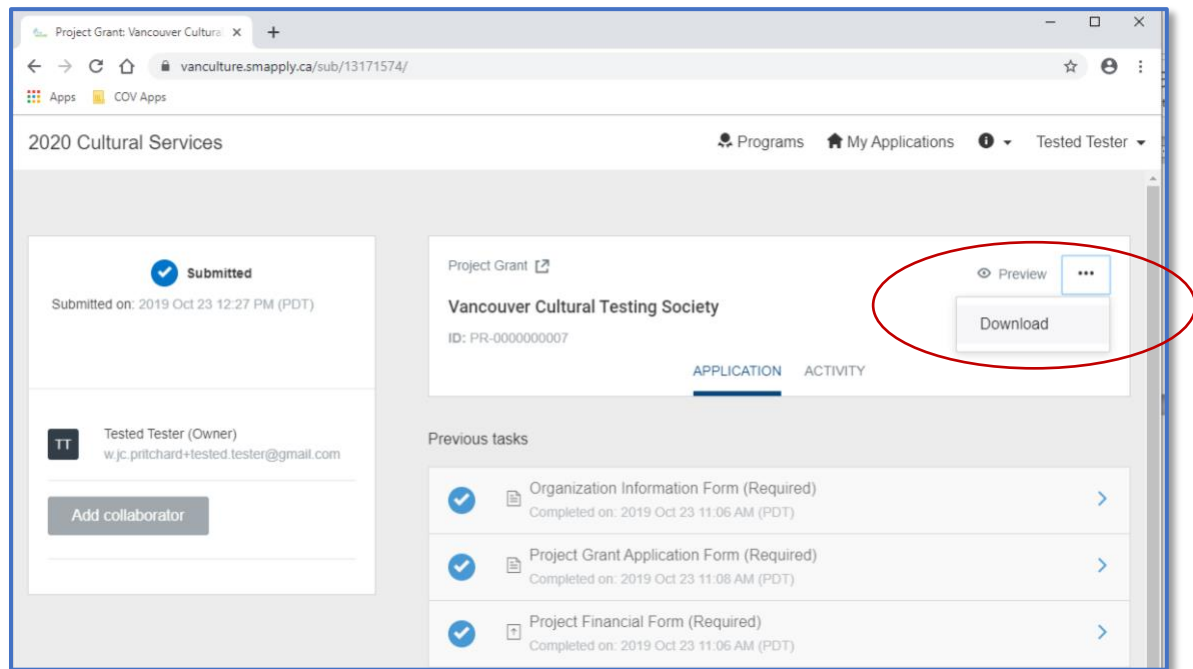 Project Grant: Vancouver Cultura
vanculture.smapply.ca/sub/13171574/
Apps COV Apps
2020 Cultural Services
Programs My Applications Tested Tester
Submitted
Submitted on: 2019 Oct 23 12:27 PM (PDT)
Tested Tester (Owner)
w.jc.pritchard+tested.tester@gmail.com
TT
Add collaborator
Project Grant
Preview ...
Vancouver Cultural Testing Society
Download
ID: PR-0000000007
APPLICATION ACTIVITY
Previous tasks
Organization Information Form (Required)
Completed on: 2019 Oct 23 11:06 AM (PDT)
Project Grant Application Form (Required)
Completed on: 2019 Oct 23 11:08 AM (PDT)
Project Financial Form (Required)
Completed on: 2019 Oct 23 11:06 AM (PDT)